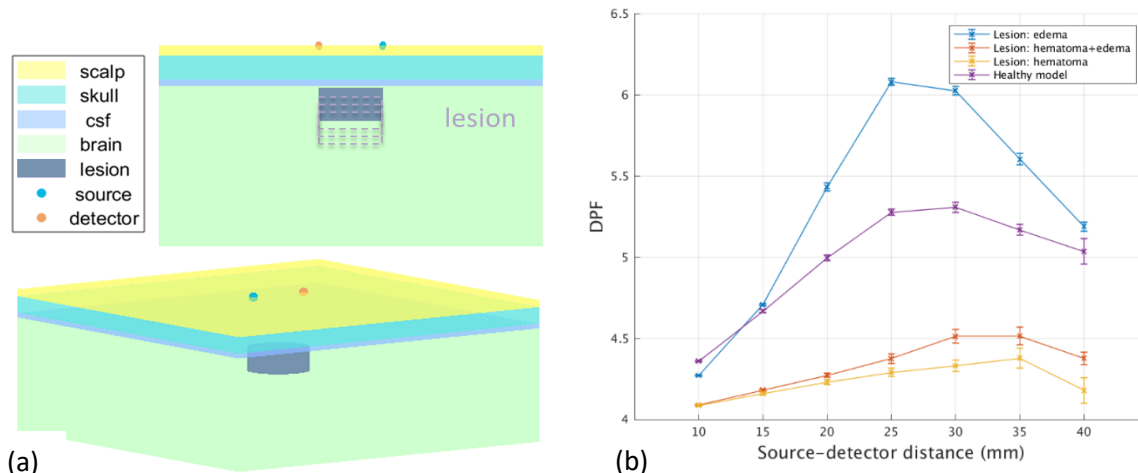 scalp
skull
csf
brain
lesion
source
detector
lesion
(a)
DPF
6.5
6
5.5
5
4.5
4
10
15
20
25
30
35
40
Source-detector distance (mm)
Lesion: edema
Lesion: hematoma+edema
Lesion: hematoma
Healthy model
(b)